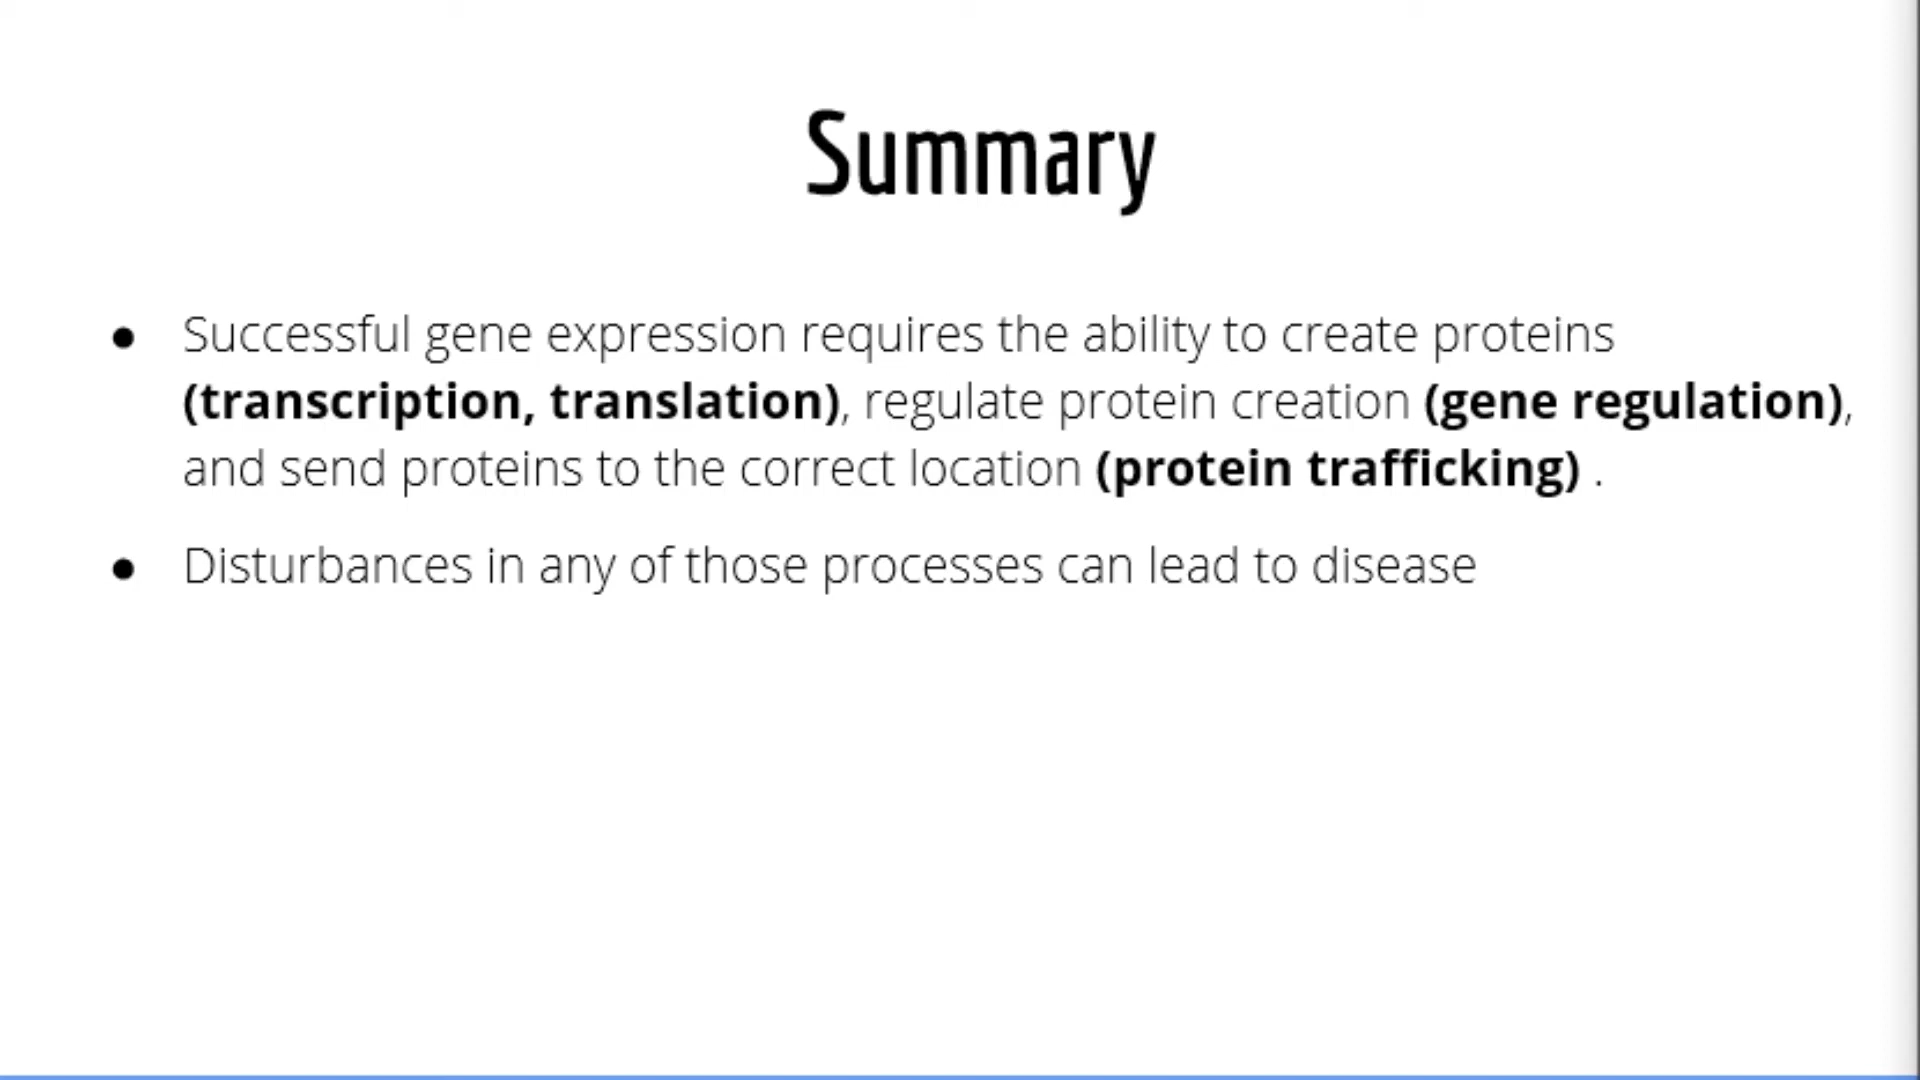 Summary
● Successful gene expression requires the ability to create proteins
(transcription, translation), regulate protein creation (gene regulation),
and send proteins to the correct location (protein trafficking) .
● Disturbances in any of those processes can lead to disease